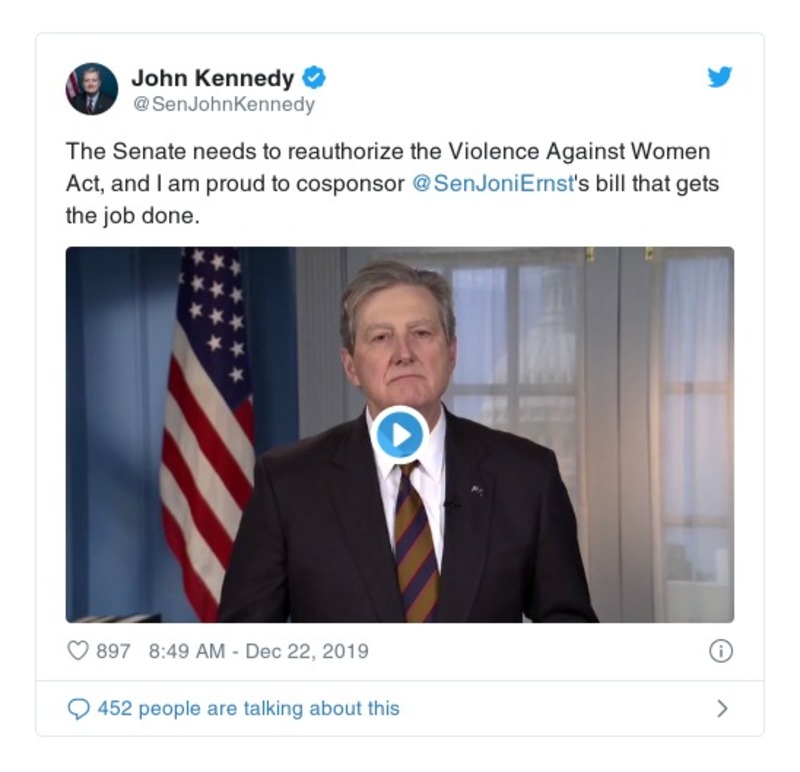 John Kennedy
@SenJohnKennedy
The Senate needs to reauthorize the Violence Against Women
Act, and I am proud to cosponsor @SenJoniErnst's bill that gets
the job done.
897 8:49 AM - Dec 22, 2019
452 people are talking about this